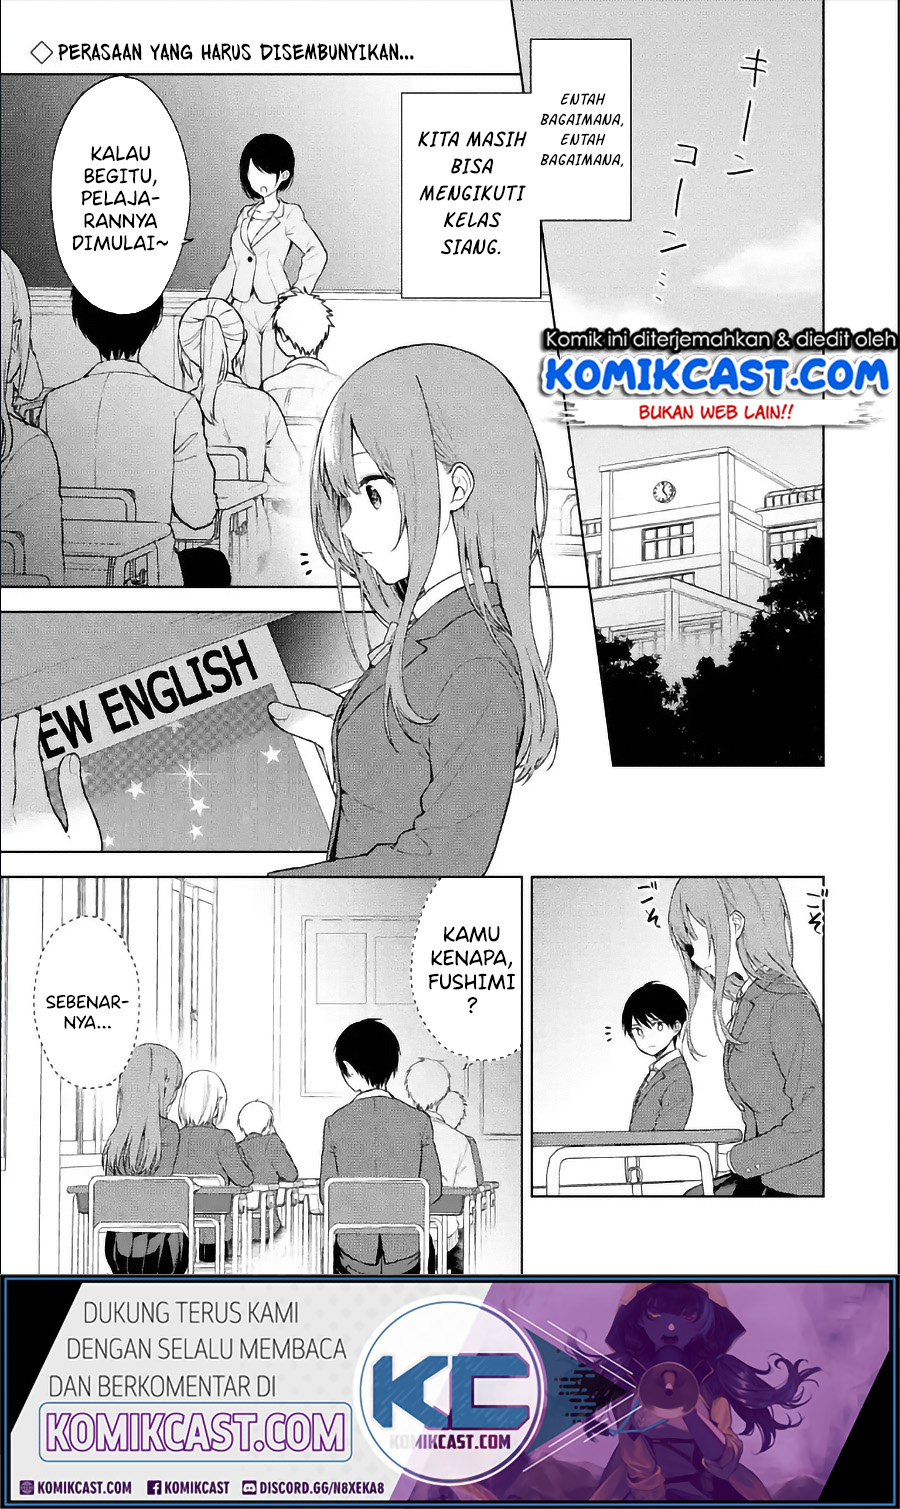 ◇ PERASAAN YANG HARUS DISEMBUNYIKAN...
キーン
コーン…
ENTAH
BAGAIMANA,
ENTAH
BAGAIMANA,
KITA MASIH
BISA
MENGIKUTI
KELAS
SIANG.
KALAU
BEGITU,
PELAJA-
RANNYA
DIMULAI~
Komik ini diterjemahkan & diedit oleh
KOMIKCAST.COM
BUKAN WEB LAIN!!
EW ENGLISH
KAMU
KENAPA,
FUSHIMI
?
SEBENAR-
NYA...
DUKUNG TERUS KAMI
DENGAN SELALU MEMBACA
DAN BERKOMENTAR DI
KOMIKCAST.COM
KC
KOMIKCAST.COM
KOMIKCAST.COM
KOMIKCAST
DISCORD.GG/N8XEKA8